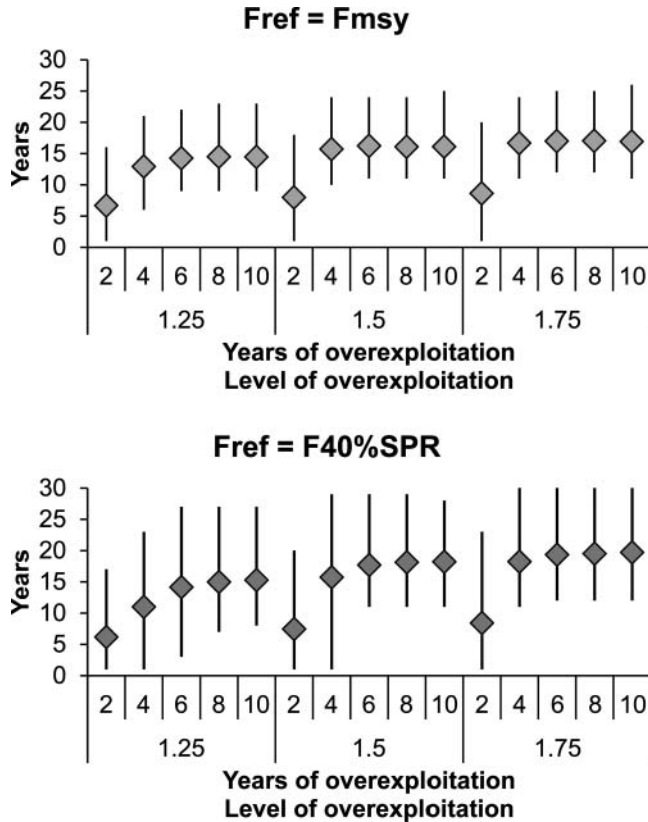 Fref = Fmsy
30
25
20
15
10
5
0
Years
2 4 6 8 10 2 4 6 8 10 2 4 6 8 10
1.25 1.5 1.75
Years of overexploitation
Level of overexploitation
Fref = F40%SPR
30
25
20
15
10
5
0
Years
2 4 6 8 10 2 4 6 8 10 2 4 6 8 10
1.25 1.5 1.75
Years of overexploitation
Level of overexploitation